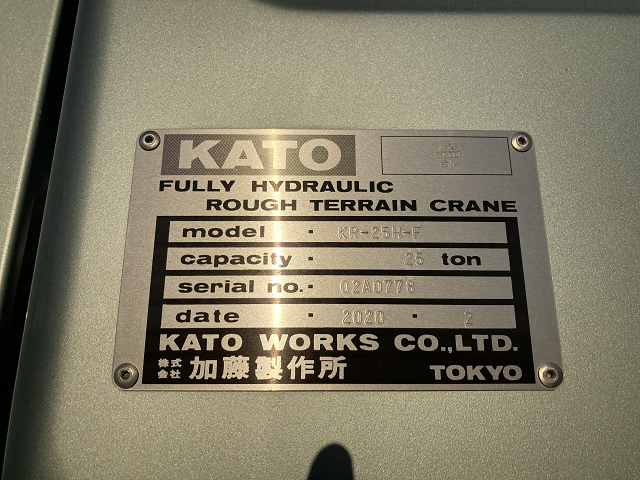 KATO
FULLY HYDRAULIC
ROUGH TERRAIN CRANE
model · KR-25H-F
capacity · 25 ton
serial no. · 02A0778
date · 2020 · 2
KATO WORKS CO.,LTD.
株式会社 加藤製作所 TOKYO